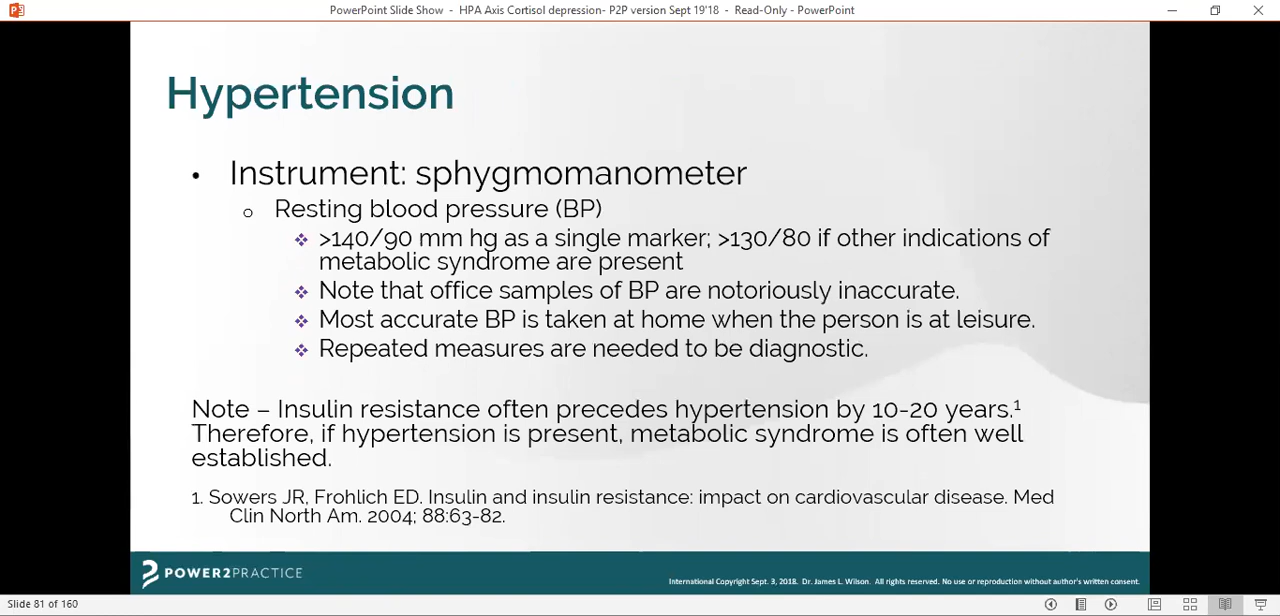 PowerPoint Slide Show - HPA Axis Cortisol depression- P2P version Sept 19'18 - Read-Only - PowerPoint
Hypertension
• Instrument: sphygmomanometer
o Resting blood pressure (BP)
❖ >140/90 mm hg as a single marker; >130/80 if other indications of
metabolic syndrome are present
❖ Note that office samples of BP are notoriously inaccurate.
❖ Most accurate BP is taken at home when the person is at leisure.
❖ Repeated measures are needed to be diagnostic.
Note – Insulin resistance often precedes hypertension by 10-20 years.¹
Therefore, if hypertension is present, metabolic syndrome is often well
established.
1. Sowers JR, Frohlich ED. Insulin and insulin resistance: impact on cardiovascular disease. Med
Clin North Am. 2004; 88:63-82.
POWER2PRACTICE
International Copyright Sept. 3, 2018. Dr. James L. Wilson. All rights reserved. No use or reproduction without author's written consent.
Slide 81 of 160